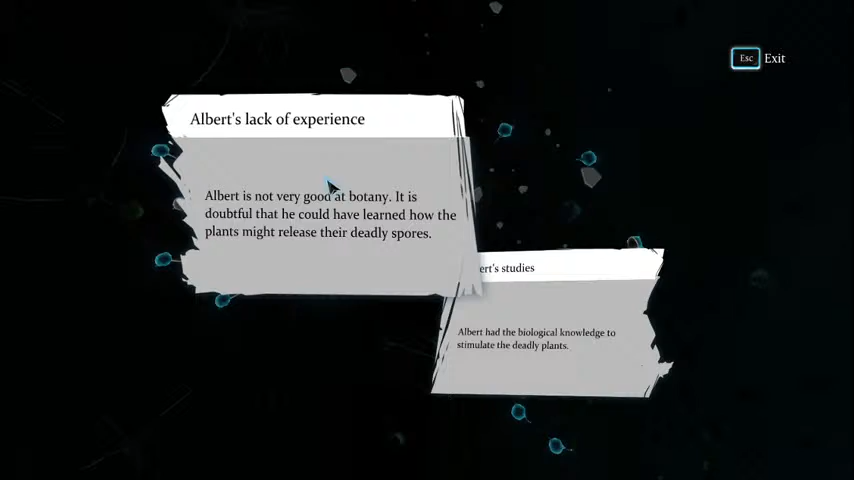 Esc Exit
Albert's lack of experience
Albert is not very good at botany. It is
doubtful that he could have learned how the
plants might release their deadly spores.
ert's studies
Albert had the biological knowledge to
stimulate the deadly plants.